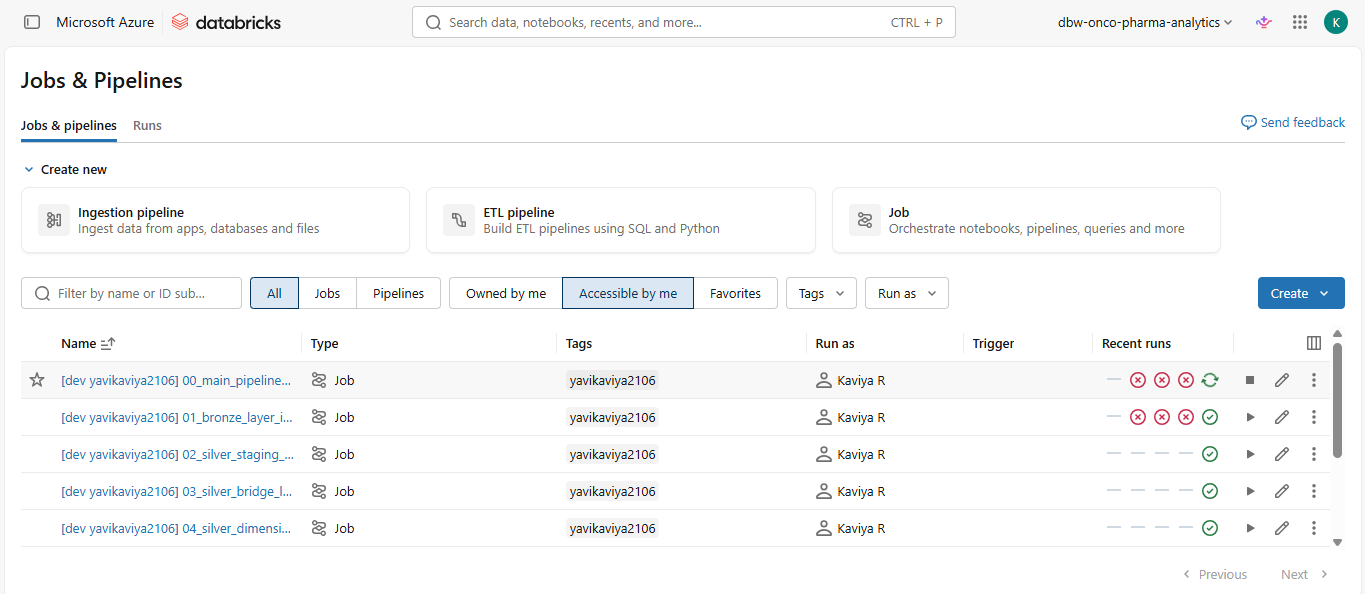 Microsoft Azure databricks Search data, notebooks, recents, and more... CTRL + P dbw-onco-pharma-analytics K
Jobs & Pipelines
Jobs & pipelines Runs Send feedback
Create new
Ingestion pipeline
Ingest data from apps, databases and files
ETL pipeline
Build ETL pipelines using SQL and Python
Job
Orchestrate notebooks, pipelines, queries and more
Filter by name or ID sub... All Jobs Pipelines Owned by me Accessible by me Favorites Tags Run as Create
Name Type Tags Run as Trigger Recent runs
[dev yavikaviya2106] 00_main_pipeline... Job yavikaviya2106 Kaviya R
[dev yavikaviya2106] 01_bronze_layer_i... Job yavikaviya2106 Kaviya R
[dev yavikaviya2106] 02_silver_staging_... Job yavikaviya2106 Kaviya R
[dev yavikaviya2106] 03_silver_bridge_l... Job yavikaviya2106 Kaviya R
[dev yavikaviya2106] 04_silver_dimensi... Job yavikaviya2106 Kaviya R
Previous Next